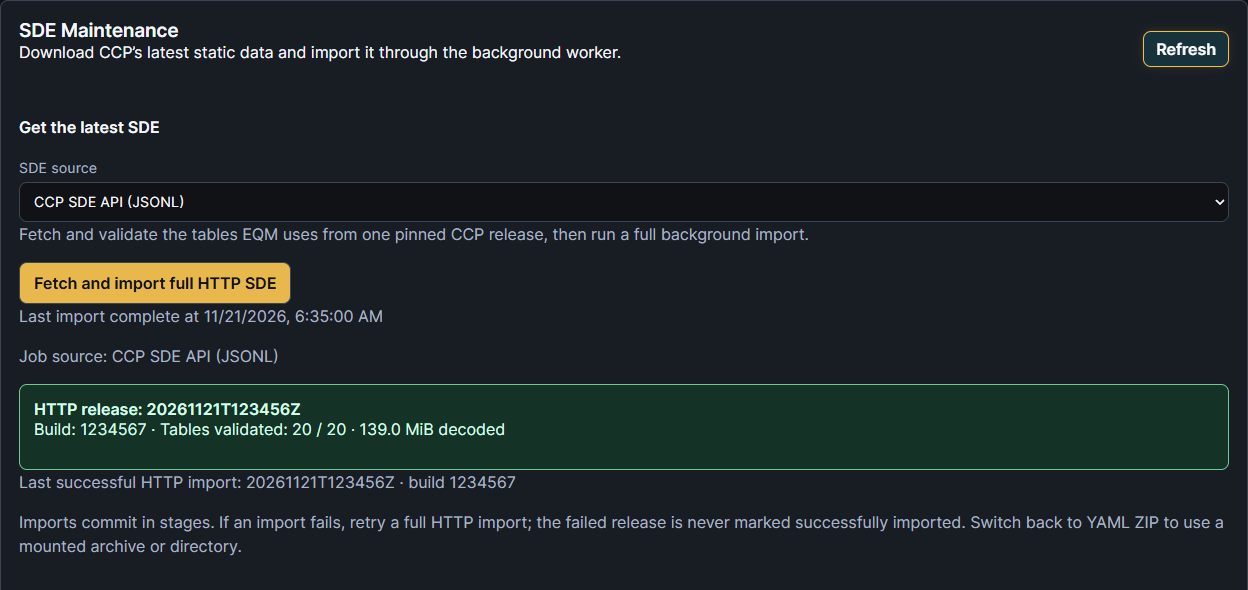 SDE Maintenance
Download CCP’s latest static data and import it through the background worker.
Refresh
Get the latest SDE
SDE source
CCP SDE API (JSONL)
Fetch and validate the tables EQM uses from one pinned CCP release, then run a full background import.
Fetch and import full HTTP SDE
Last import complete at 11/21/2026, 6:35:00 AM
Job source: CCP SDE API (JSONL)
HTTP release: 20261121T123456Z
Build: 1234567 · Tables validated: 20 / 20 · 139.0 MiB decoded
Last successful HTTP import: 20261121T123456Z · build 1234567
Imports commit in stages. If an import fails, retry a full HTTP import; the failed release is never marked successfully imported. Switch back to YAML ZIP to use a
mounted archive or directory.